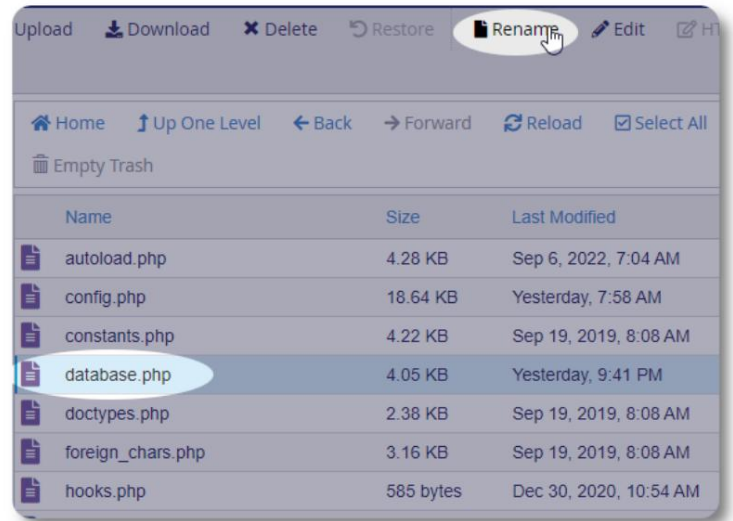 Upload Download Delete Restore Rename Edit
Home Up One Level Back Forward Reload Select All
Empty Trash
Name Size Last Modified
autoload.php 4.28 KB Sep 6, 2022, 7:04 AM
config.php 18.64 KB Yesterday, 7:58 AM
constants.php 4.22 KB Sep 19, 2019, 8:08 AM
database.php 4.05 KB Yesterday, 9:41 PM
doctypes.php 2.38 KB Sep 19, 2019, 8:08 AM
foreign_chars.php 3.16 KB Sep 19, 2019, 8:08 AM
hooks.php 585 bytes Dec 30, 2020, 10:54 AM